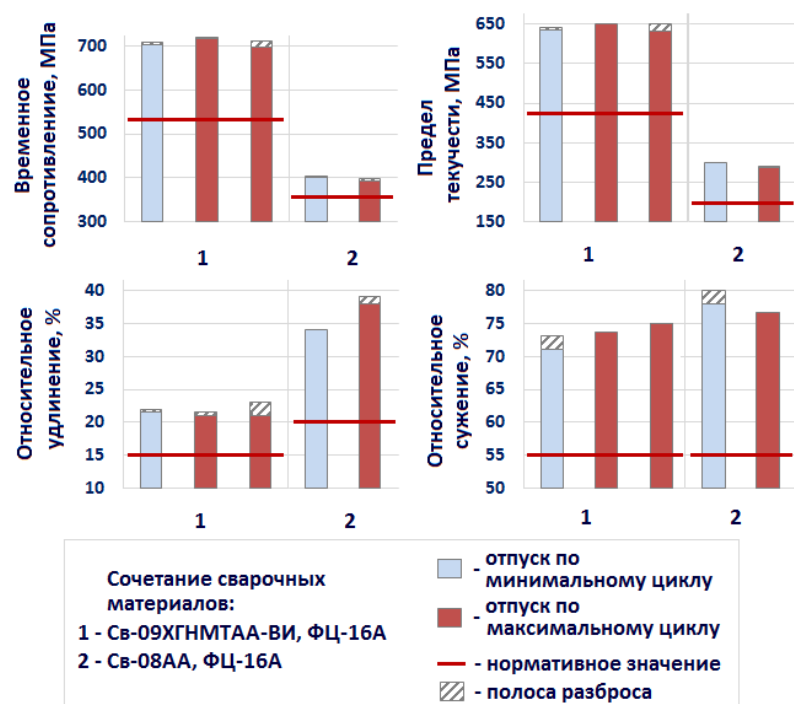 Временное
сопротивлениие, МПа
700
600
500
400
300
1
2
Предел
текучести, МПа
650
550
450
350
250
150
1
2
Относительное
удлинение, %
40
35
30
25
20
15
10
1
2
Относительное
сужение, %
80
75
70
65
60
55
50
1
2
Сочетание сварочных
материалов:
1 - Св-09ХГНМТАА-ВИ, ФЦ-16А
2 - Св-08АА, ФЦ-16А
- отпуск по
минимальному циклу
- отпуск по
максимальному циклу
- нормативное значение
- полоса разброса